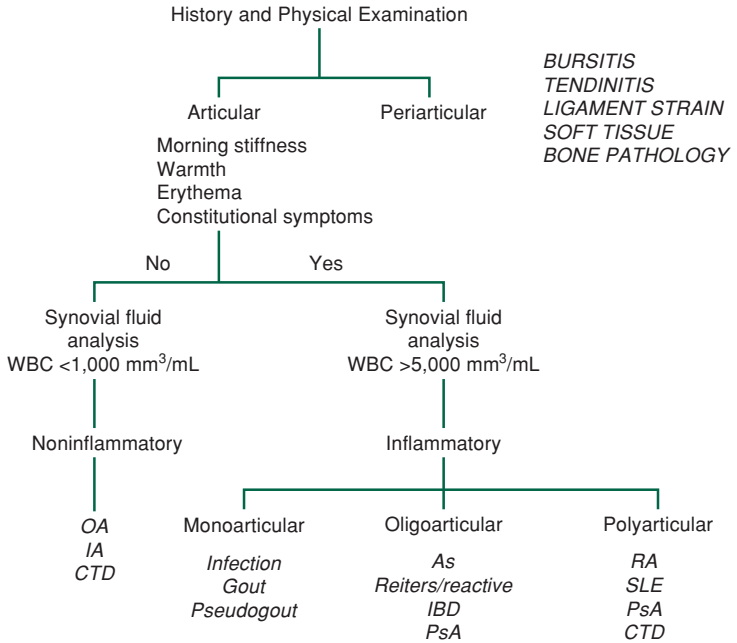 History and Physical Examination
Articular
Periarticular
BURSITIS
TENDINITIS
LIGAMENT STRAIN
SOFT TISSUE
BONE PATHOLOGY
Morning stiffness
Warmth
Erythema
Constitutional symptoms
No
Yes
Synovial fluid
analysis
WBC <1,000 mm³/mL
Synovial fluid
analysis
WBC >5,000 mm³/mL
Noninflammatory
Inflammatory
OA
IA
CTD
Monoarticular
Infection
Gout
Pseudogout
Oligoarticular
As
Reiters/reactive
IBD
PsA
Polyarticular
RA
SLE
PsA
CTD